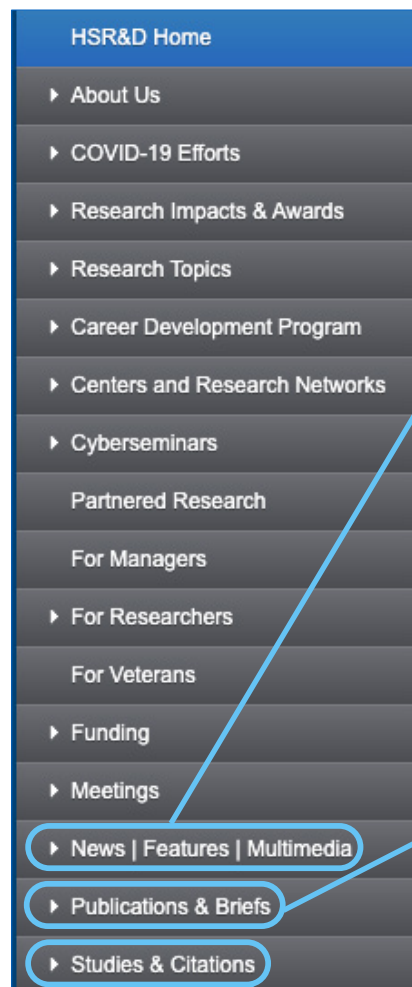 HSR&D Home
About Us
COVID-19 Efforts
Research Impacts & Awards
Research Topics
Career Development Program
Centers and Research Networks
Cyberseminars
Partnered Research
For Managers
For Researchers
For Veterans
Funding
Meetings
News | Features | Multimedia
Publications & Briefs
Studies & Citations